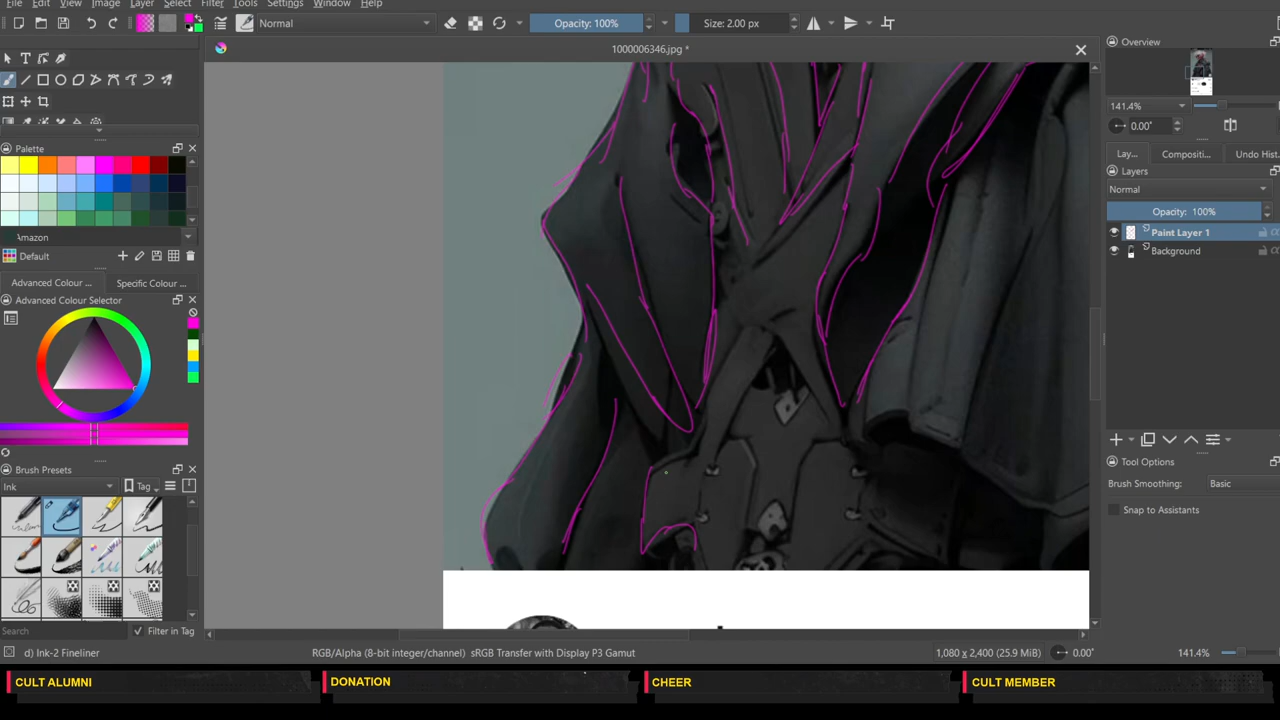 File Edit View Image Layer Select Filter Tools Settings Window Help
Normal Opacity: 100% Size: 2.00 px
1000006346.jpg *
Overview
141.4%
0.00°
Lay... Compositi... Undo Hist...
Layers
Normal
Opacity: 100%
Paint Layer 1
Background
Tool Options
Brush Smoothing: Basic
Snap to Assistants
Palette
Amazon
Default
Advanced Colour ... Specific Colour ...
Advanced Colour Selector
Brush Presets
Ink Tag
Search Filter in Tag
d) Ink-2 Fineliner RGB/Alpha (8-bit integer/channel) sRGB Transfer with Display P3 Gamut 1,080 x 2,400 (25.9 MiB) 0.00° 141.4%
CULT ALUMNI DONATION CHEER CULT MEMBER